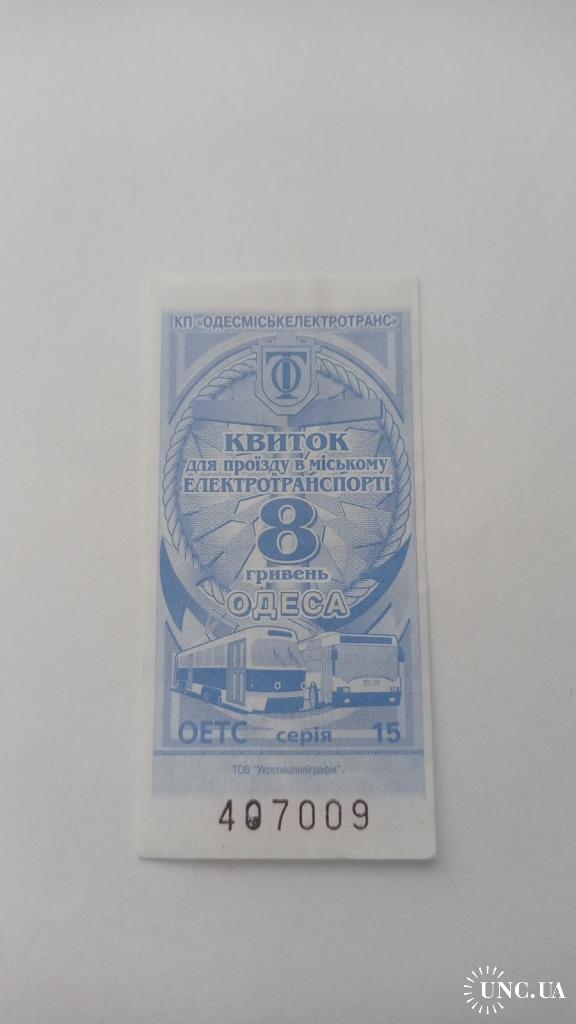 КП «ОДЕСМІСЬКЕЛЕКТРОТРАНС»
КВИТОК
для проїзду в міському
ЕЛЕКТРОТРАНСПОРТІ
8
гривень
ОДЕСА
ОЕТС серія 15
ТОВ "Укрспецполіграфія".
407009
UNC.UA